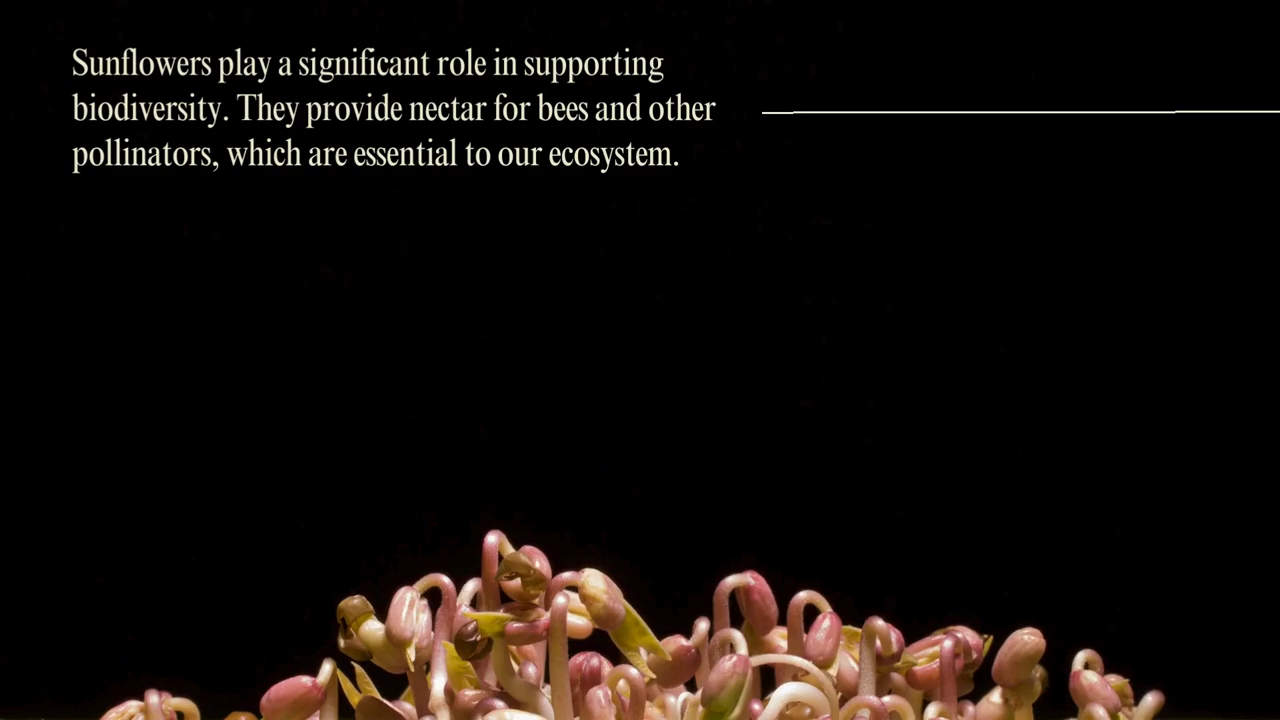 Sunflowers play a significant role in supporting
biodiversity. They provide nectar for bees and other
pollinators, which are essential to our ecosystem.